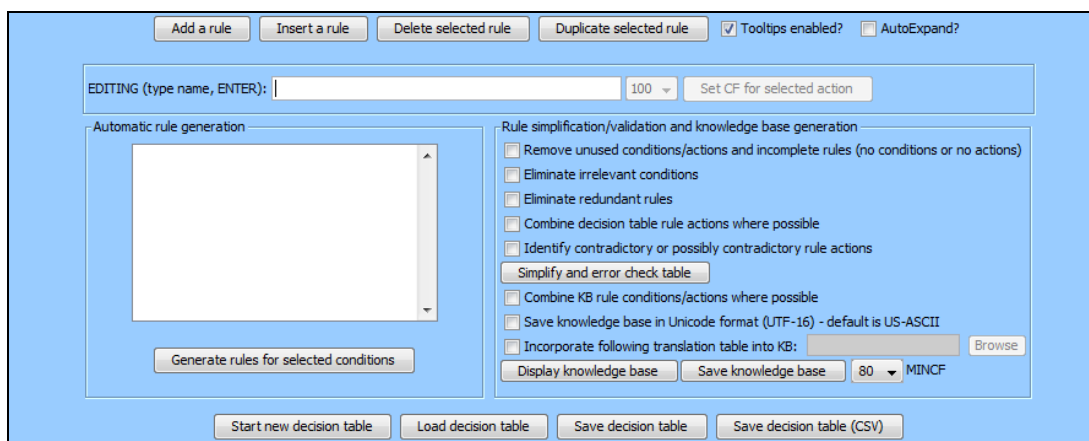 Add a rule Insert a rule Delete selected rule Duplicate selected rule Tooltips enabled? AutoExpand?
EDITING (type name, ENTER): 100 Set CF for selected action
Automatic rule generation
Generate rules for selected conditions
Rule simplification/validation and knowledge base generation
Remove unused conditions/actions and incomplete rules (no conditions or no actions)
Eliminate irrelevant conditions
Eliminate redundant rules
Combine decision table rule actions where possible
Identify contradictory or possibly contradictory rule actions
Simplify and error check table
Combine KB rule conditions/actions where possible
Save knowledge base in Unicode format (UTF-16) - default is US-ASCII
Incorporate following translation table into KB: Browse
Display knowledge base Save knowledge base 80 MINCF
Start new decision table Load decision table Save decision table Save decision table (CSV)